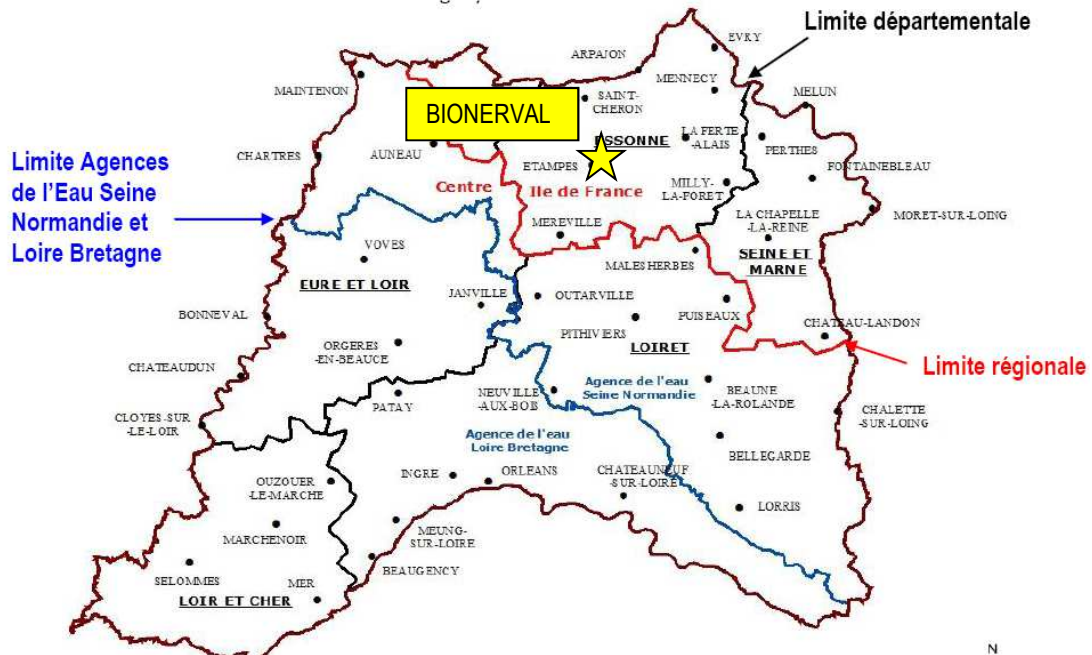 Limite départementale
EVRY
ARPAJON
MENNECY
MAINTENON
SAINT-
CHERON
MELUN
BIONERVAL
ESSONNE
LA FERTE
-ALAIS
PERTHES
CHARTRES
AUNEAU
ETAMPES
FONTAINEBLEAU
Limite Agences
de l'Eau Seine
Normandie et
Loire Bretagne
Centre
Ile de France
MILLY-
LA-FORET
MORET-SUR-LOING
LA CHAPELLE
-LA-REINE
MEREVILLE
VOVES
SEINE ET
MARNE
MALESHERBES
EURE ET LOIR
JANVILLE
OUTARVILLE
PUISEAUX
BONNEVAL
PITHIVIERS
CHATEAU-LANDON
LOIRET
ORGERES
-EN-BEAUCE
Limite régionale
CHATEAUDUN
Agence de l'eau
Seine Normandie
NEUVILLE
-AUX-BOIS
BEAUNE
-LA-ROLANDE
PATAY
CHALETTE
-SUR-LOING
CLOYES-SUR
-LE-LOIR
Agence de l'eau
Loire Bretagne
BELLEGARDE
INGRE
ORLEANS
CHATEAUNEUF
-SUR-LOIRE
OUZOUER
-LE-MARCHE
LORRIS
MARCHENOIR
MEUNG-
SUR-LOIRE
BEAUGENCY
SELOMMES
MER
LOIR ET CHER
N